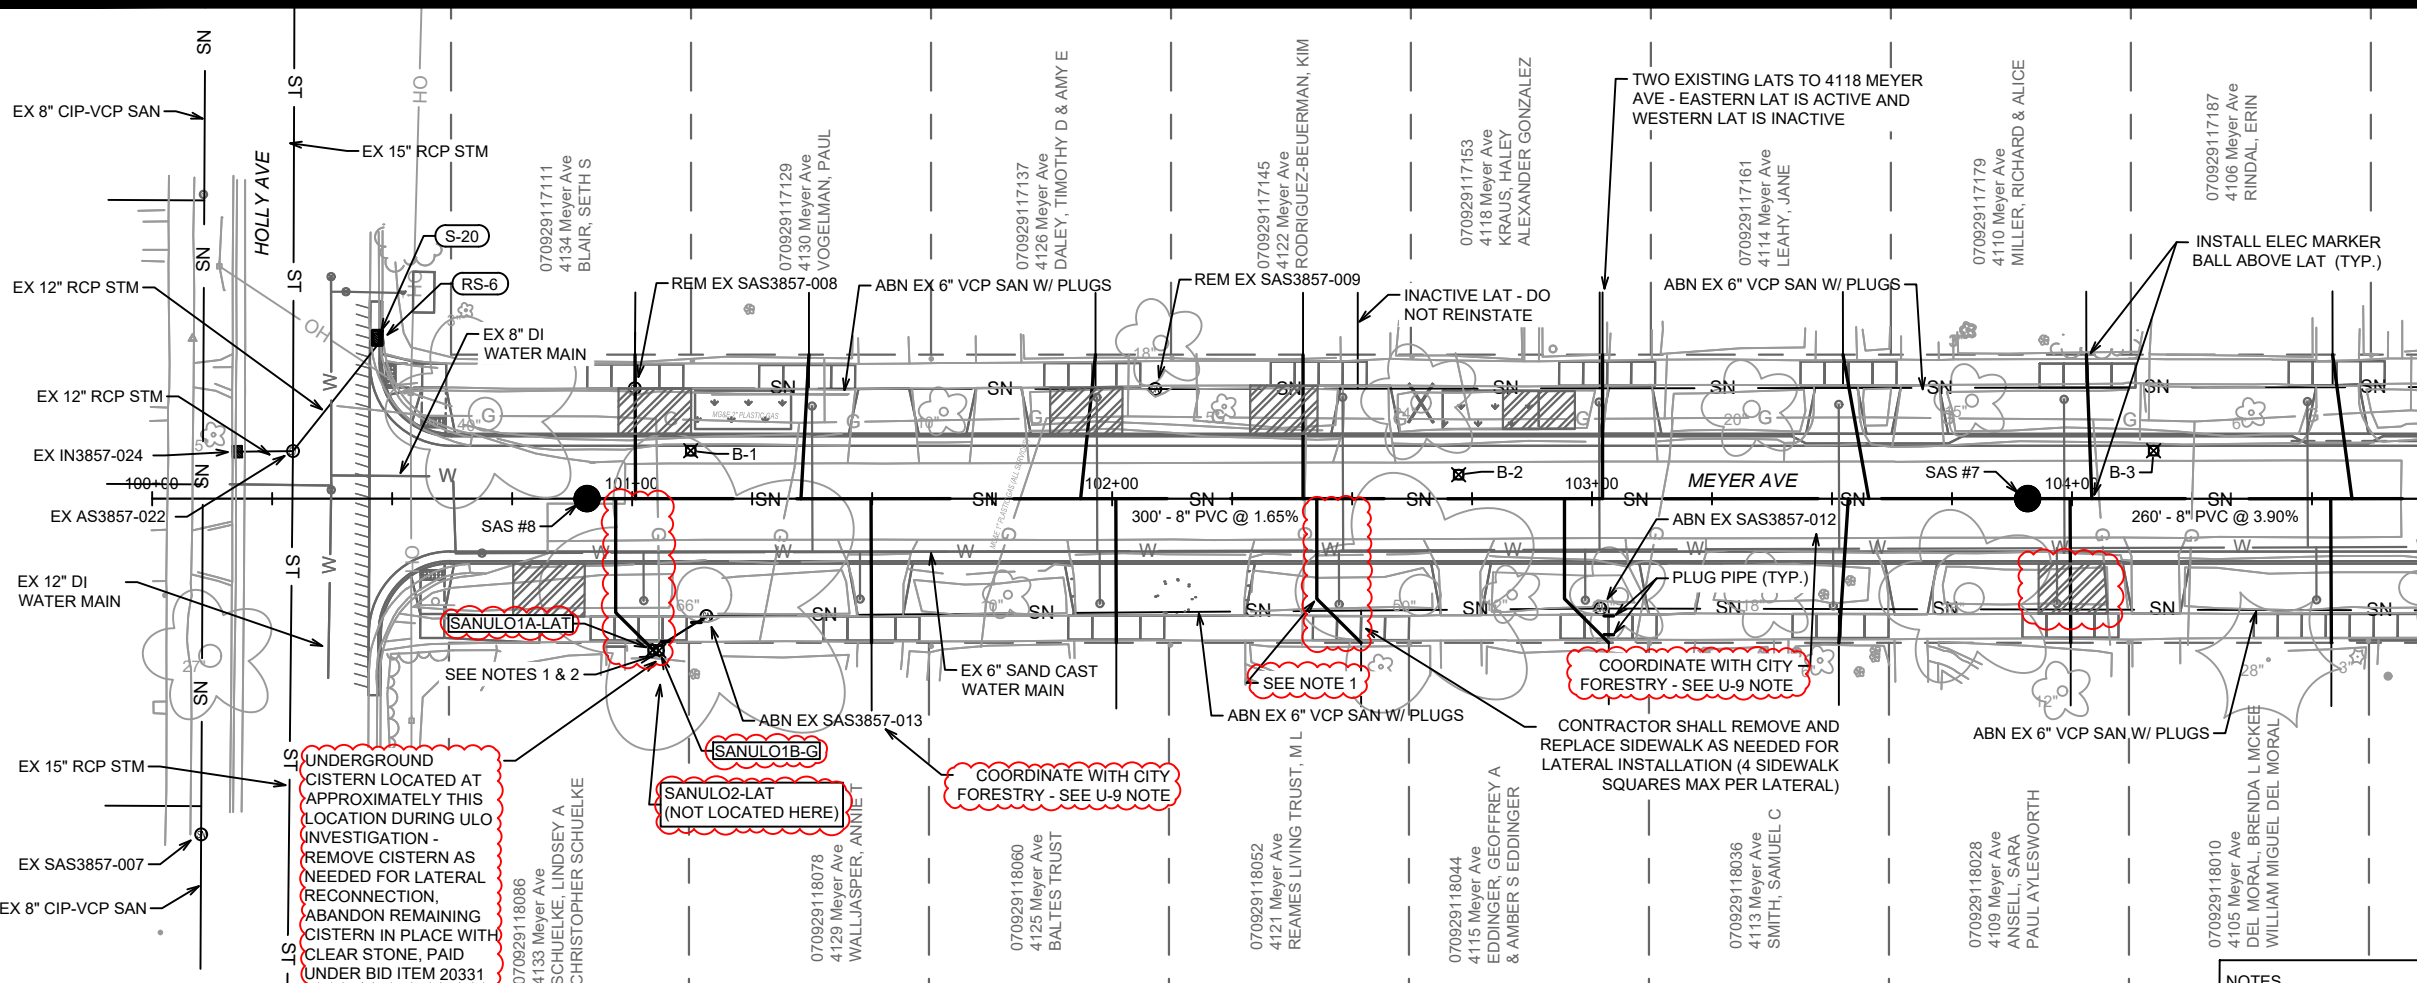 EX 8" CIP-VCP SAN
SN
ST
OH
HOLLY AVE
EX 15" RCP STM
S-20
RS-6
EX 12" RCP STM
EX 8" DI
WATER MAIN
EX 12" RCP STM
EX IN3857-024
100+00
EX AS3857-022
EX 12" DI
WATER MAIN
EX 15" RCP STM
EX SAS3857-007
EX 8" CIP-VCP SAN
070929117111
4134 Meyer Ave
BLAIR, SETH S
070929117129
4130 Meyer Ave
VOGELMAN, PAUL
070929117137
4126 Meyer Ave
DALEY, TIMOTHY D & AMY E
070929117145
4122 Meyer Ave
RODRIGUEZ-BEUERMAN, KIM
070929117153
4118 Meyer Ave
KRAUS, HALEY
ALEXANDER GONZALEZ
070929117161
4114 Meyer Ave
LEAHY, JANE
070929117179
4110 Meyer Ave
MILLER, RICHARD & ALICE
070929117187
4106 Meyer Ave
RINDAL, ERIN
TWO EXISTING LATS TO 4118 MEYER
AVE - EASTERN LAT IS ACTIVE AND
WESTERN LAT IS INACTIVE
INSTALL ELEC MARKER
BALL ABOVE LAT (TYP.)
REM EX SAS3857-008
ABN EX 6" VCP SAN W/ PLUGS
REM EX SAS3857-009
INACTIVE LAT - DO
NOT REINSTATE
ABN EX 6" VCP SAN W/ PLUGS
MG&E 2" PLASTIC GAS
B-1
B-2
B-3
101+00
102+00
103+00
104+00
MEYER AVE
SAS #8
SAS #7
300' - 8" PVC @ 1.65%
260' - 8" PVC @ 3.90%
ABN EX SAS3857-012
PLUG PIPE (TYP.)
SANULO1A-LAT
SEE NOTES 1 & 2
EX 6" SAND CAST
WATER MAIN
SEE NOTE 1
COORDINATE WITH CITY
FORESTRY - SEE U-9 NOTE
ABN EX SAS3857-013
SANULO1B-G
ABN EX 6" VCP SAN W/ PLUGS
CONTRACTOR SHALL REMOVE AND
REPLACE SIDEWALK AS NEEDED FOR
LATERAL INSTALLATION (4 SIDEWALK
SQUARES MAX PER LATERAL)
ABN EX 6" VCP SAN W/ PLUGS
COORDINATE WITH CITY
FORESTRY - SEE U-9 NOTE
SANULO2-LAT
(NOT LOCATED HERE)
UNDERGROUND
CISTERN LOCATED AT
APPROXIMATELY THIS
LOCATION DURING ULO
INVESTIGATION -
REMOVE CISTERN AS
NEEDED FOR LATERAL
RECONNECTION,
ABANDON REMAINING
CISTERN IN PLACE WITH
CLEAR STONE, PAID
UNDER BID ITEM 20331
070929118086
4133 Meyer Ave
SCHUELKE, LINDSEY A
CHRISTOPHER SCHUELKE
070929118078
4129 Meyer Ave
WALLJASPER, ANNE T
070929118060
4125 Meyer Ave
BALTES TRUST
070929118052
4121 Meyer Ave
REAMES LIVING TRUST, M L
070929118044
4115 Meyer Ave
EDDINGER, GEOFFREY A
& AMBER S EDDINGER
070929118036
4113 Meyer Ave
SMITH, SAMUEL C
070929118028
4109 Meyer Ave
ANSELL, SARA
PAUL AYLESWORTH
070929118010
4105 Meyer Ave
DEL MORAL, BRENDA L MCKEE
WILLIAM MIGUEL DEL MORAL
NOTES